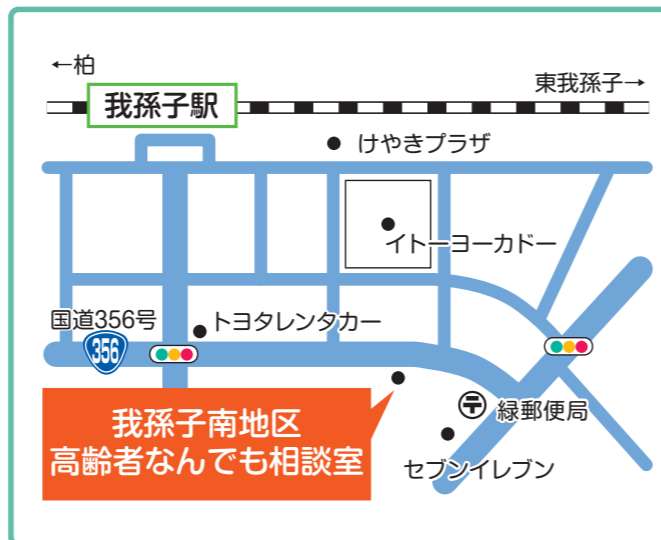 ←柏
東我孫子→
我孫子駅
けやきプラザ
イトーヨーカドー
国道356号
トヨタレンタカー
356
我孫子南地区
高齢者なんでも相談室
〒
緑郵便局
セブンイレブン